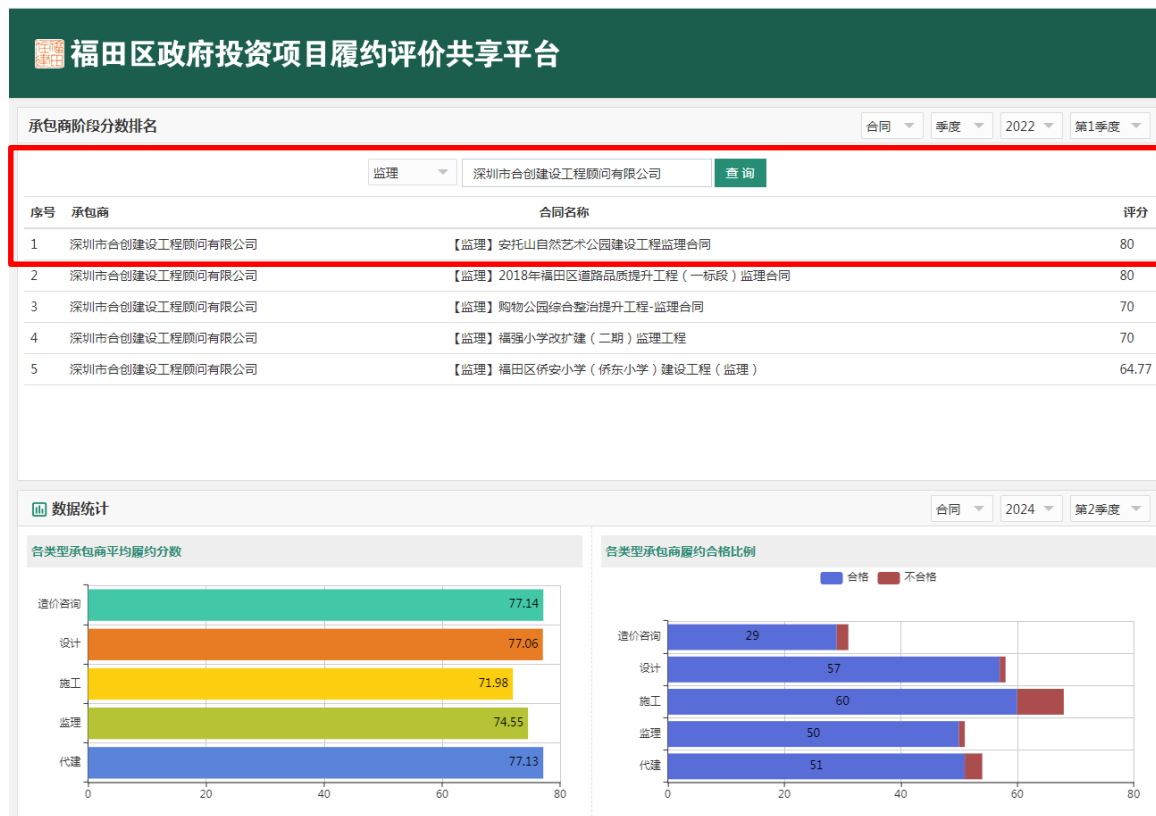 福田建设 福田区政府投资项目履约评价共享平台
承包商阶段分数排名 合同 季度 2022 第1季度
监理 深圳市合创建设工程顾问有限公司 查询
序号 承包商 合同名称 评分
1 深圳市合创建设工程顾问有限公司 【监理】安托山自然艺术公园建设工程监理合同 80
2 深圳市合创建设工程顾问有限公司 【监理】2018年福田区道路品质提升工程（一标段）监理合同 80
3 深圳市合创建设工程顾问有限公司 【监理】购物公园综合整治提升工程-监理合同 70
4 深圳市合创建设工程顾问有限公司 【监理】福强小学改扩建（二期）监理工程 70
5 深圳市合创建设工程顾问有限公司 【监理】福田区侨安小学（侨东小学）建设工程（监理） 64.77
数据统计 合同 2024 第2季度
各类型承包商平均履约分数
造价咨询 77.14
设计 77.06
施工 71.98
监理 74.55
代建 77.13
0 20 40 60 80
各类型承包商履约合格比例
合格 不合格
造价咨询 29
设计 57
施工 60
监理 50
代建 51
0 20 40 60 80